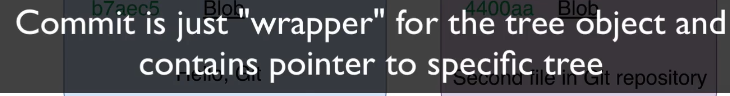 b7aec5 Blob 4400aa Blob
Commit is just "wrapper" for the tree object and
contains pointer to specific tree
Hello, Git Second file in Git repository